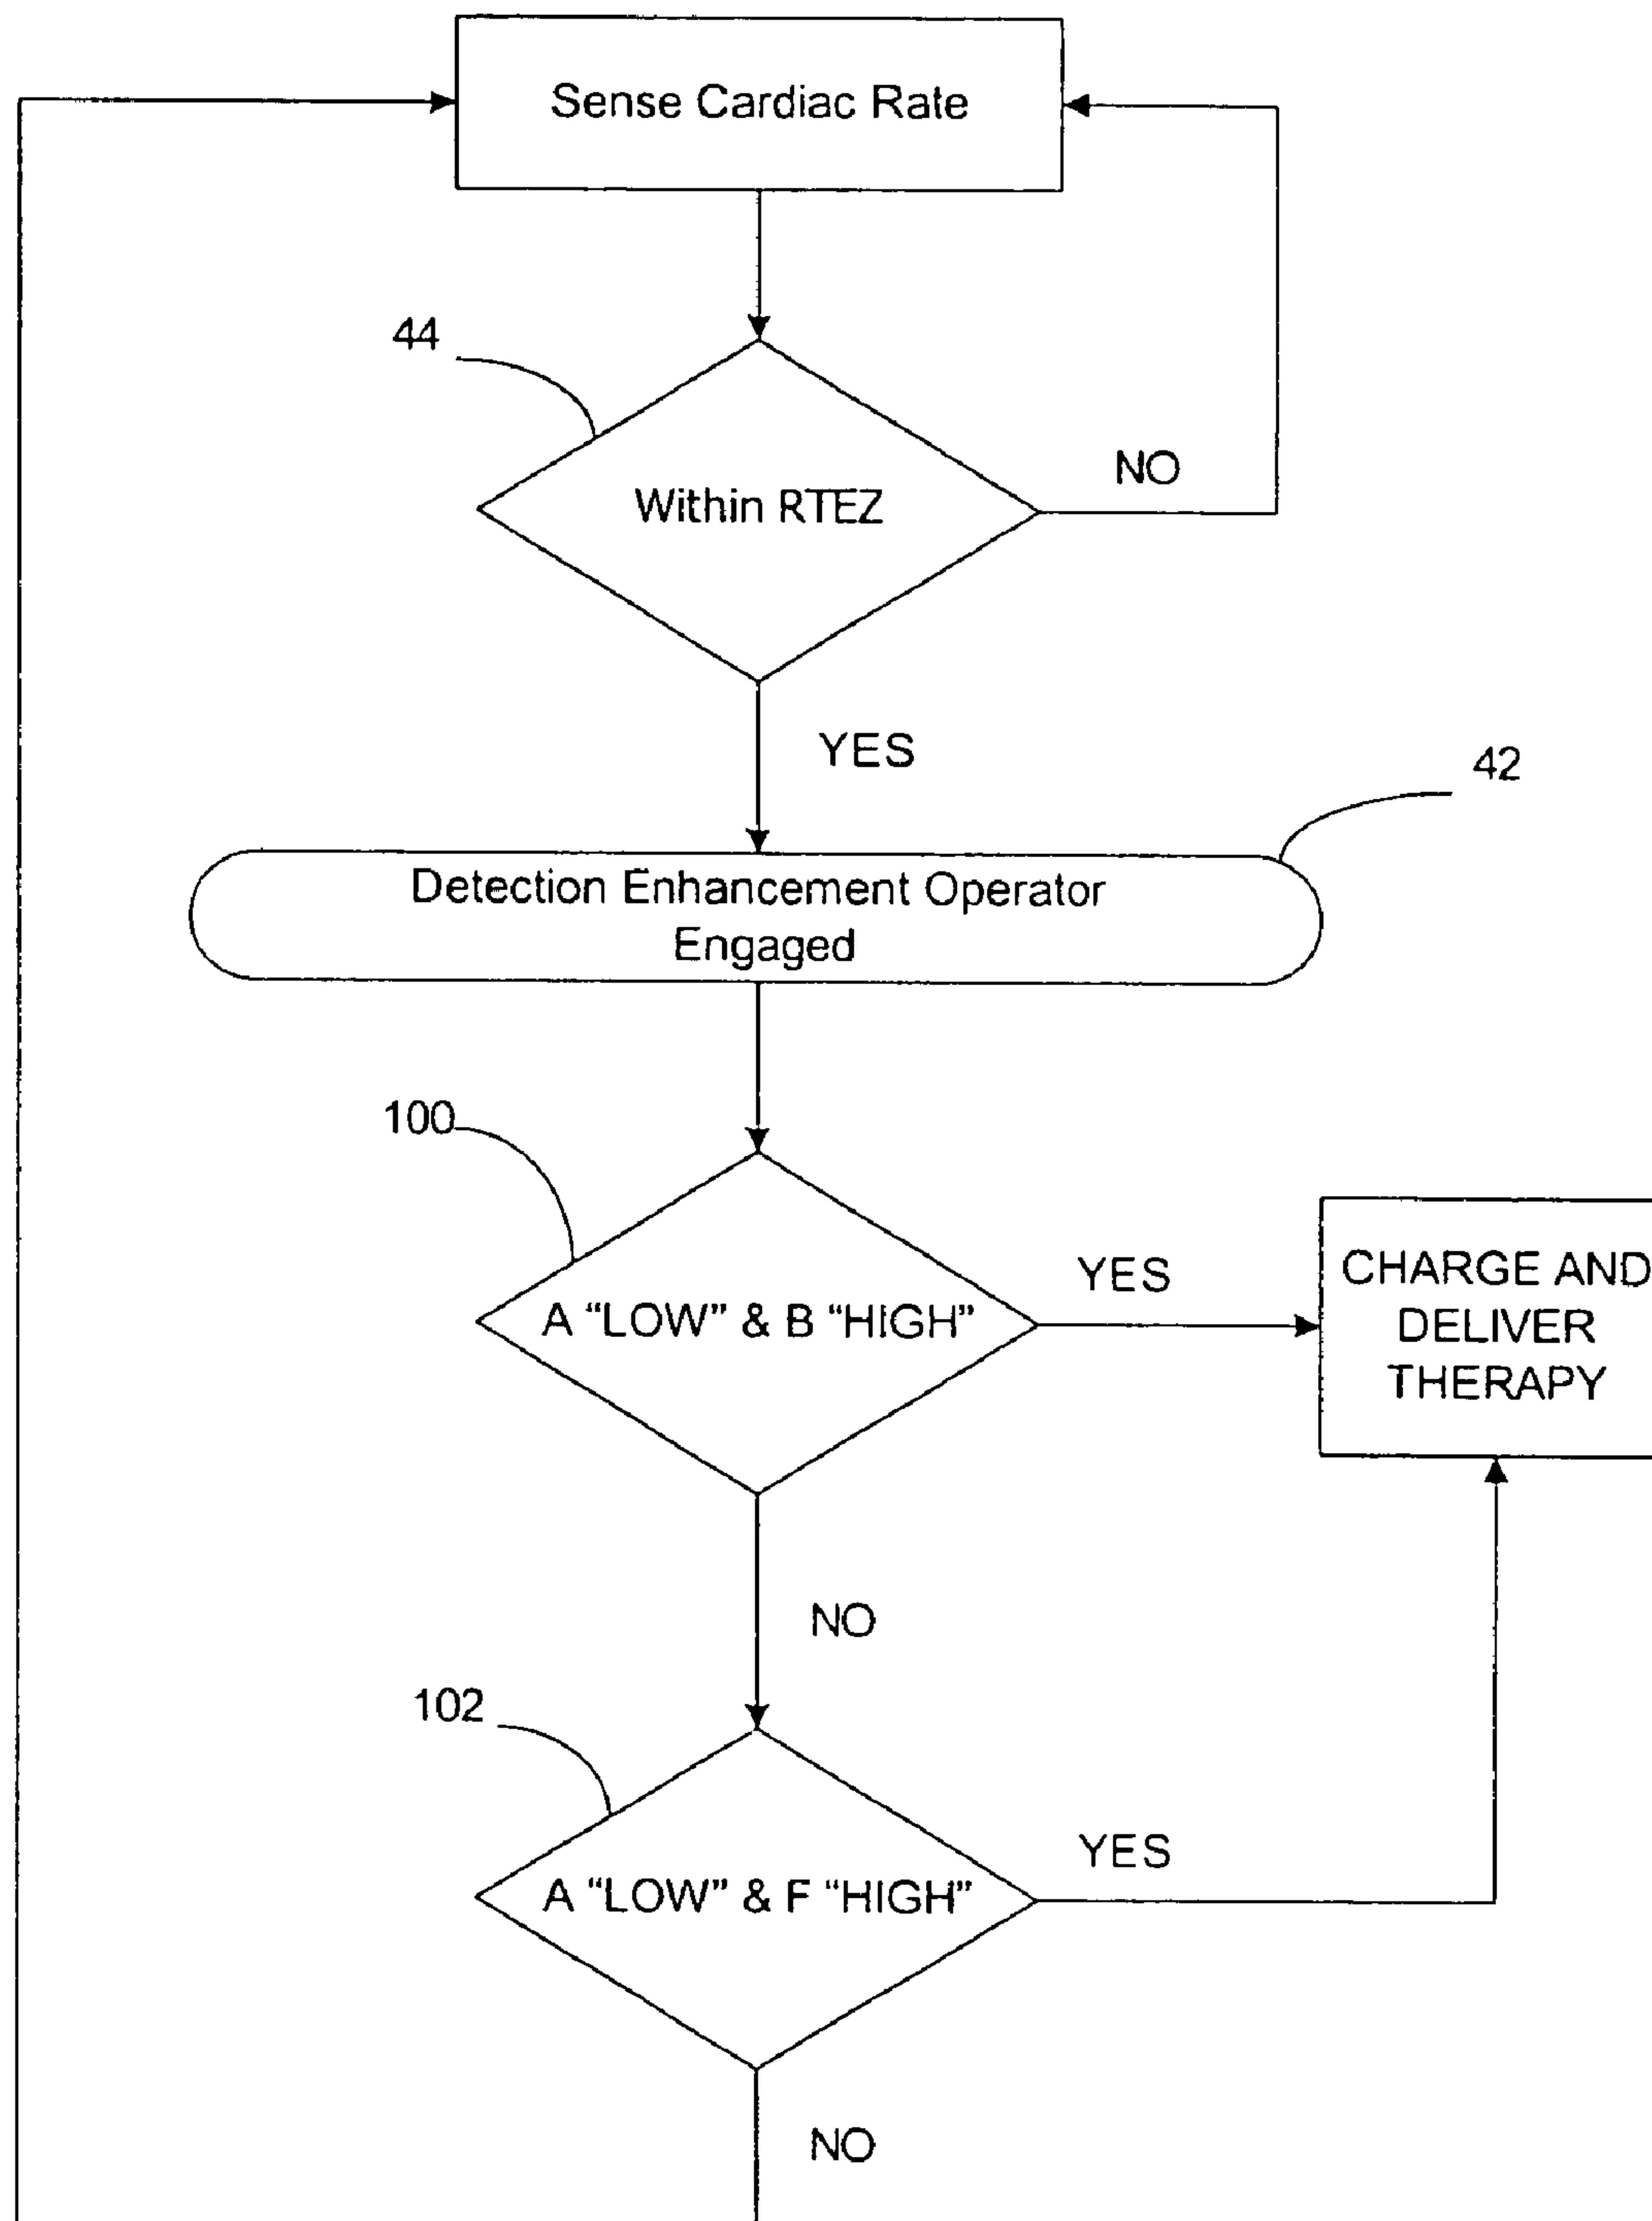 Sense Cardiac Rate
44
Within RTEZ
NO
YES
42
Detection Enhancement Operator
Engaged
100
A “LOW” & B “HIGH”
YES
CHARGE AND
DELIVER
THERAPY
NO
102
A “LOW” & F “HIGH”
YES
NO